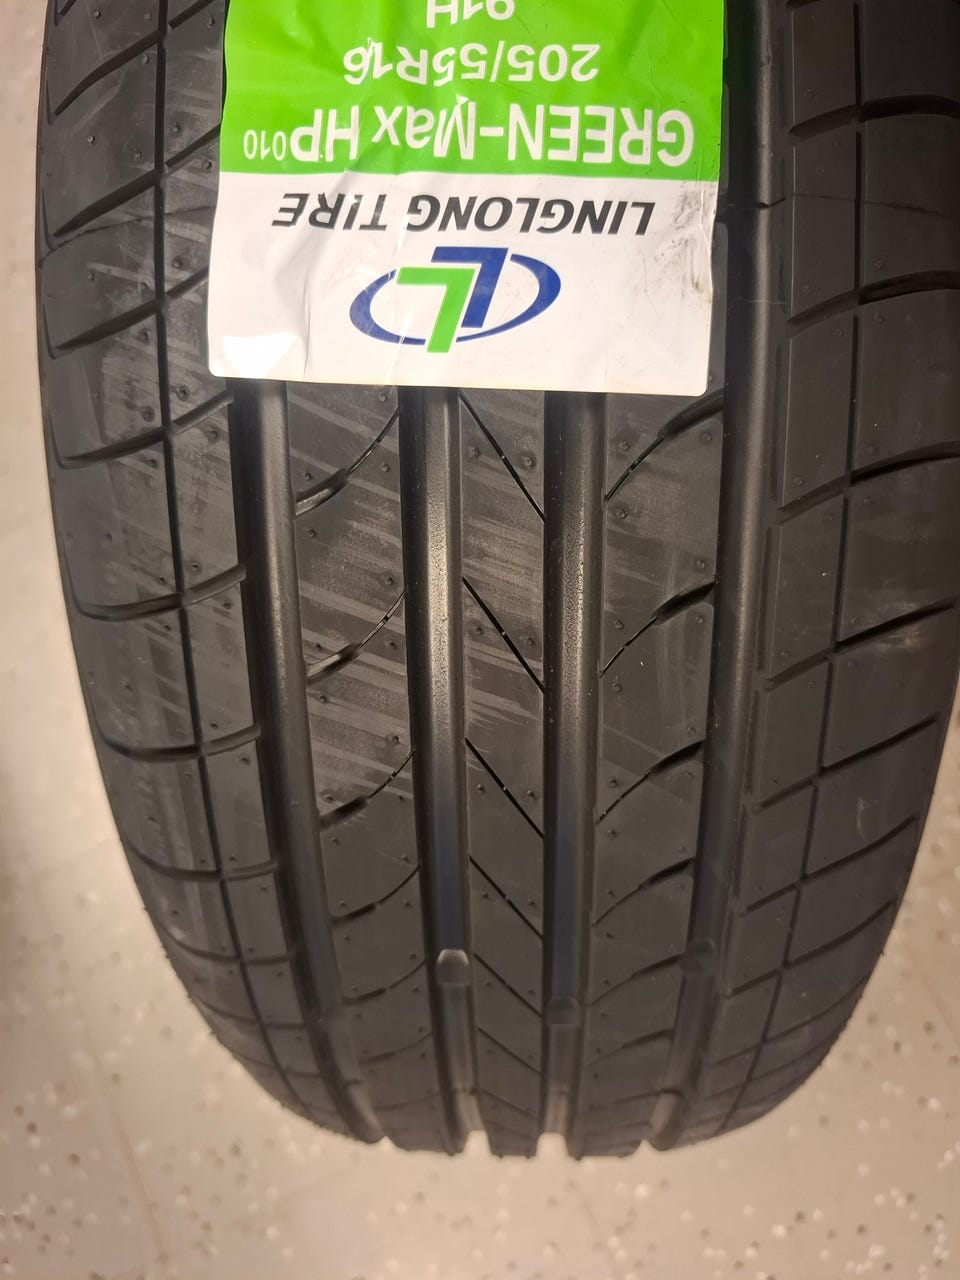 LINGLONG TIRE
GREEN-Max HP010
205/55R16
91H